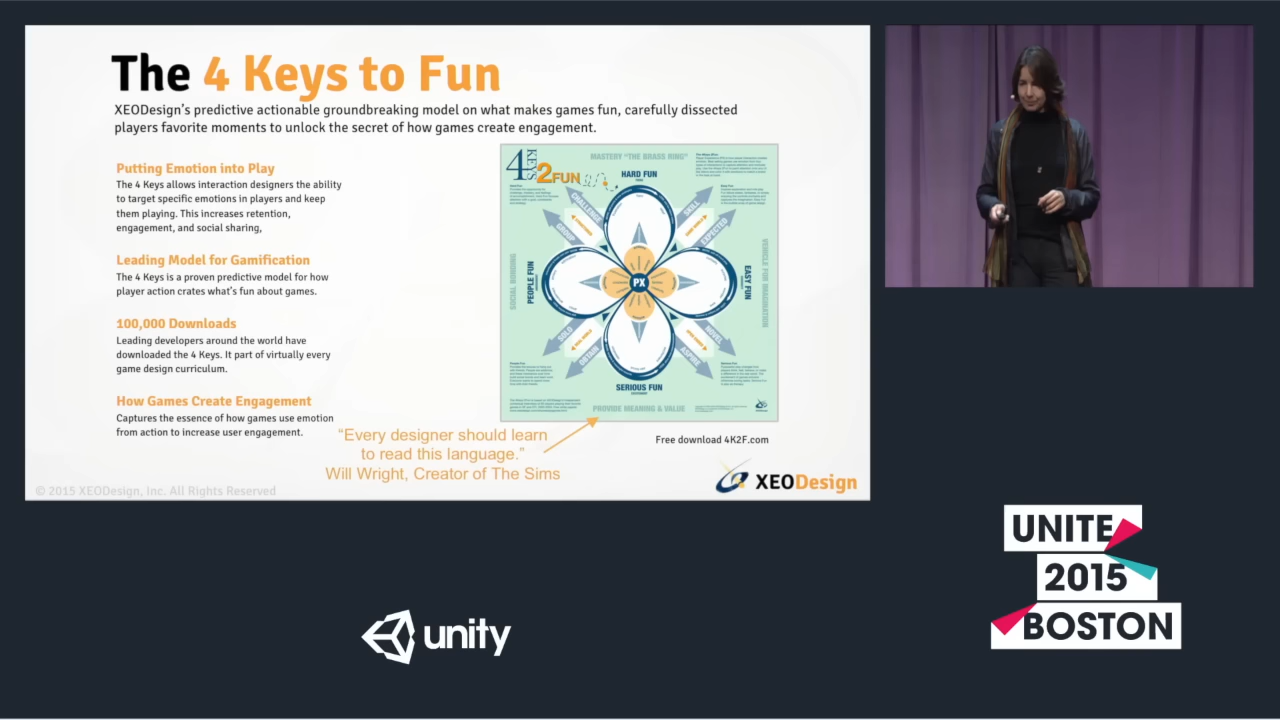 The 4 Keys to Fun
XEODesign's predictive actionable groundbreaking model on what makes games fun, carefully dissected
players favorite moments to unlock the secret of how games create engagement.
Putting Emotion into Play
The 4 Keys allows interaction designers the ability
to target specific emotions in players and keep
them playing. This increases retention,
engagement, and social sharing,
Leading Model for Gamification
The 4 Keys is a proven predictive model for how
player action crates what's fun about games.
100,000 Downloads
Leading developers around the world have
downloaded the 4 Keys. It part of virtually every
game design curriculum.
How Games Create Engagement
Captures the essence of how games use emotion
from action to increase user engagement.
4 KEYS 2FUN
MASTERY "THE BRASS RING"
HARD FUN
CHALLENGE
SKILL
EXPECTED
SOCIAL BONDING
PEOPLE FUN
PX
EASY FUN
VEHICLE FOR IMAGINATION
BOLD
OBTAIN
NOVEL
SERIOUS FUN
PROVIDE MEANING & VALUE
"Every designer should learn
to read this language."
Will Wright, Creator of The Sims
Free download 4K2F.com
XEODesign
© 2015 XEODesign, Inc. All Rights Reserved
UNITE
2015
BOSTON
unity